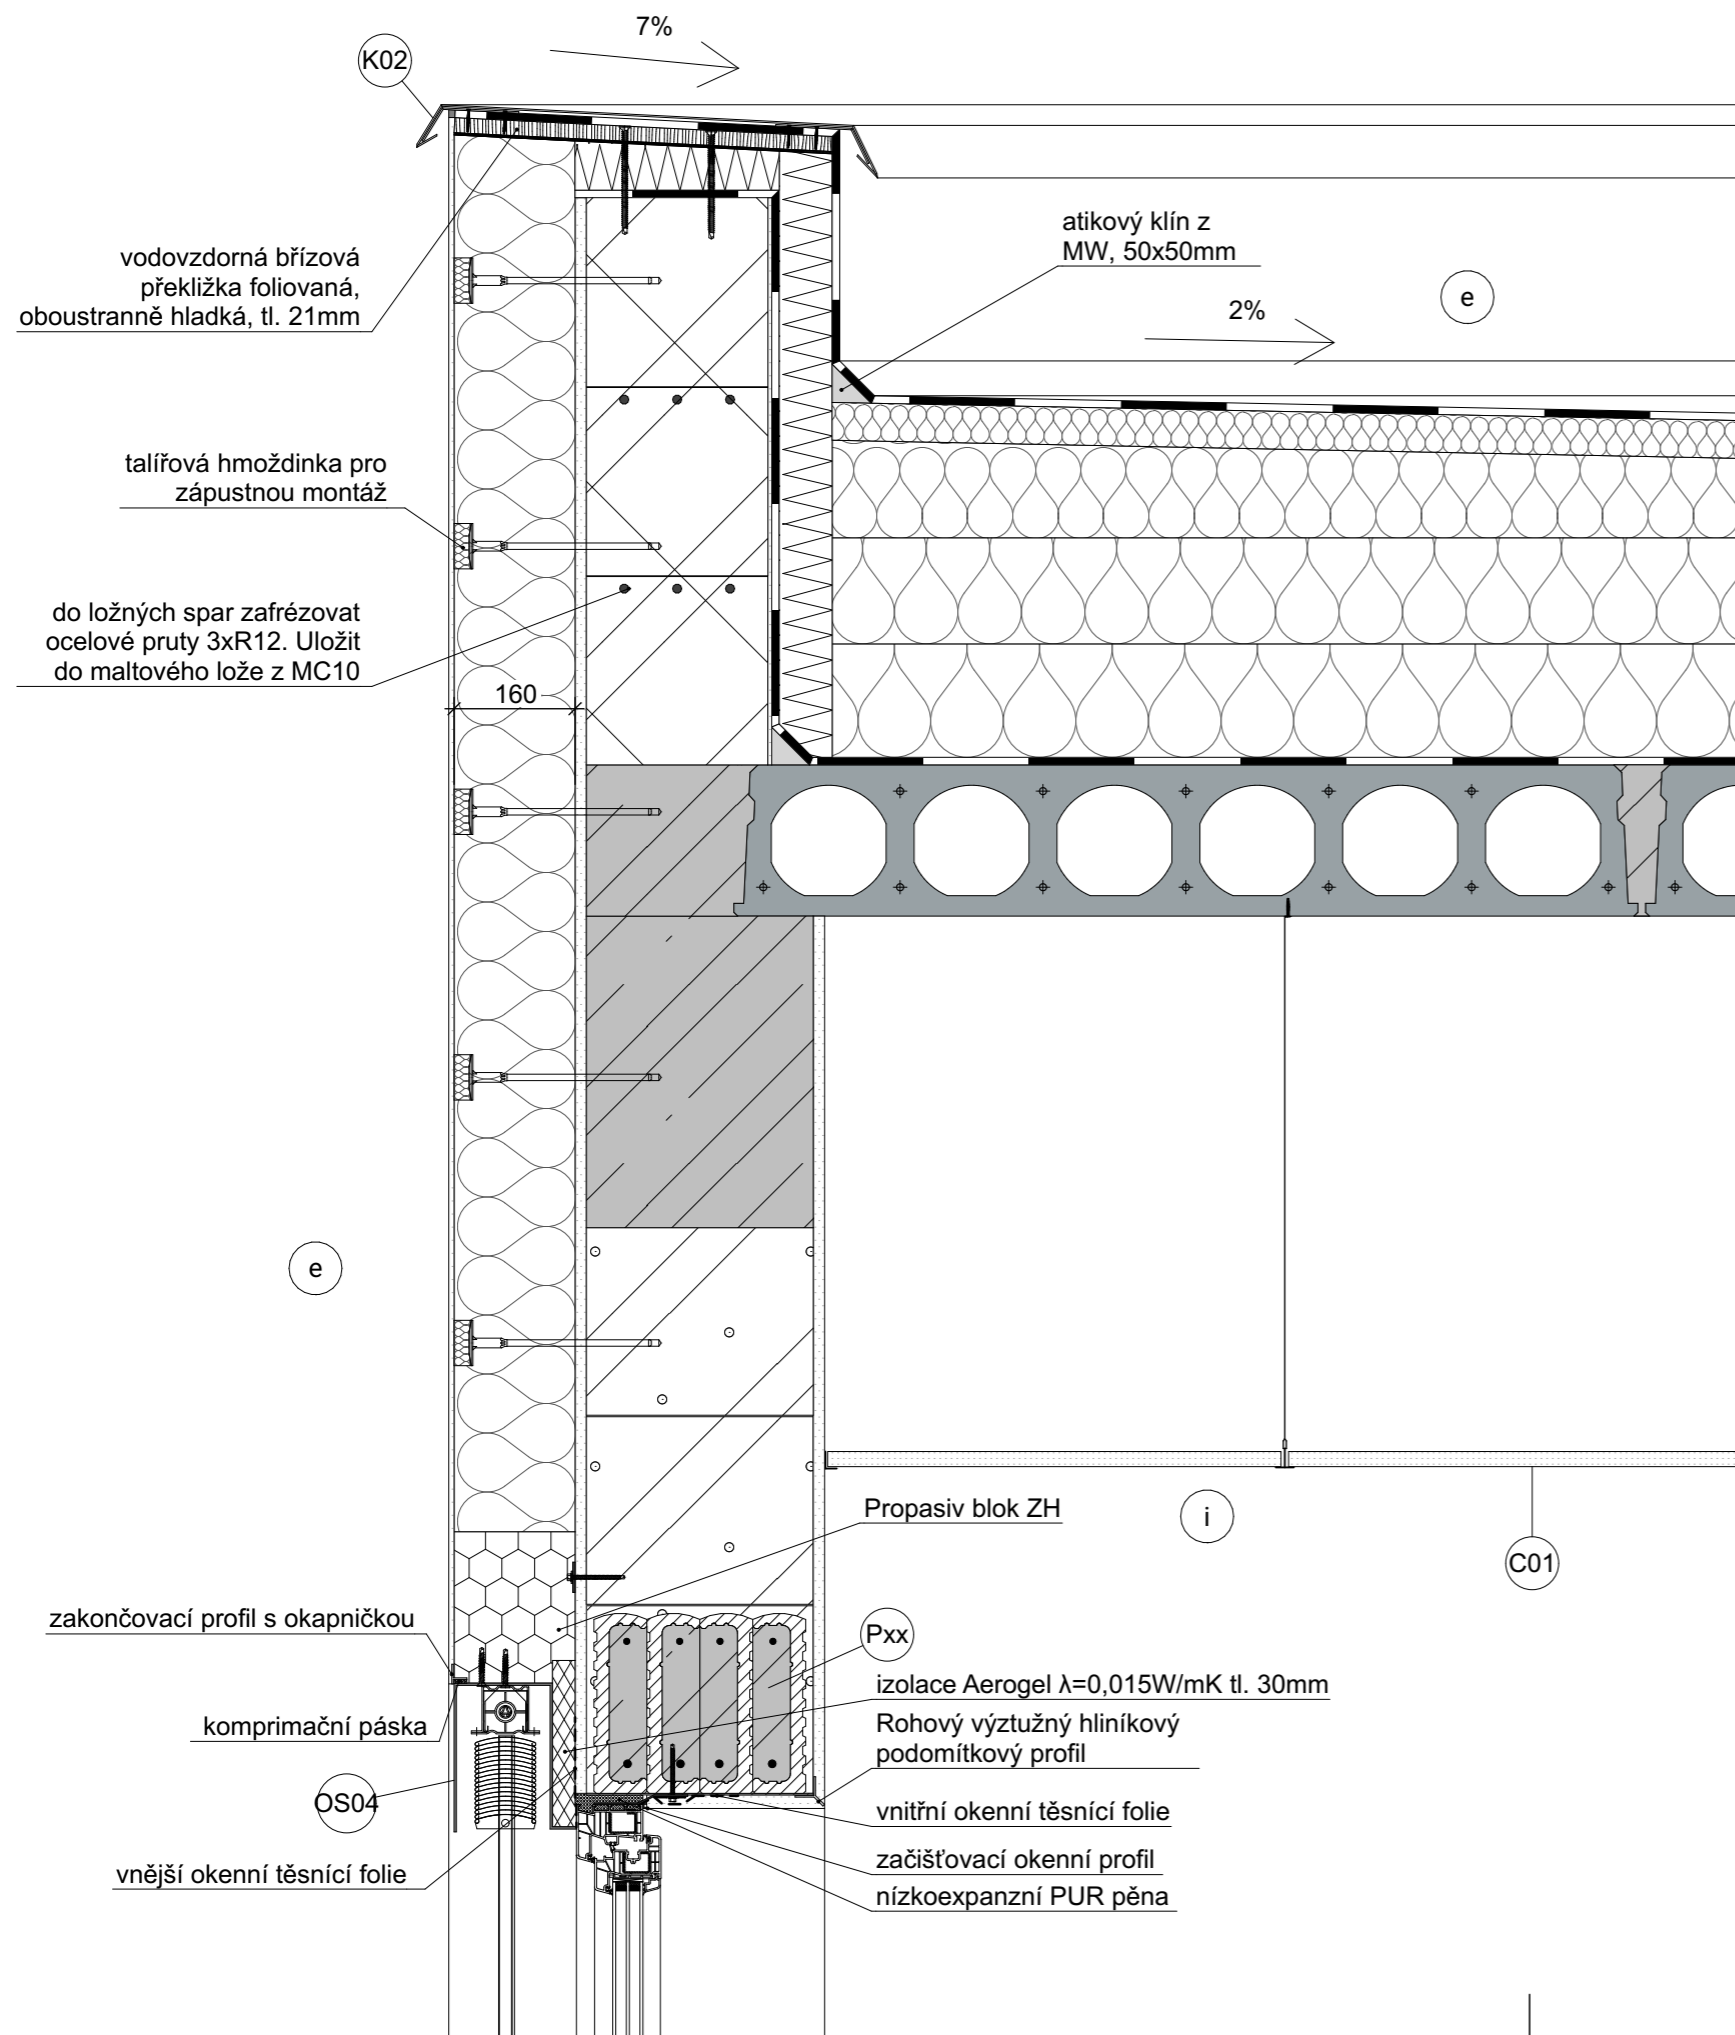 7%
K02
vodovzdorná břízová
překližka foliovaná,
oboustranně hladká, tl. 21mm
atikový klín z
MW, 50x50mm
e
2%
talířová hmoždinka pro
zápustnou montáž
do ložných spar zafrézovat
ocelové pruty 3xR12. Uložit
do maltového lože z MC10
160
e
Propasiv blok ZH
i
C01
zakončovací profil s okapničkou
Pxx
izolace Aerogel λ=0,015W/mK tl. 30mm
komprimační páska
Rohový výztužný hliníkový
podomítkový profil
OS04
vnitřní okenní těsnící folie
vnější okenní těsnící folie
začišťovací okenní profil
nízkoexpanzní PUR pěna